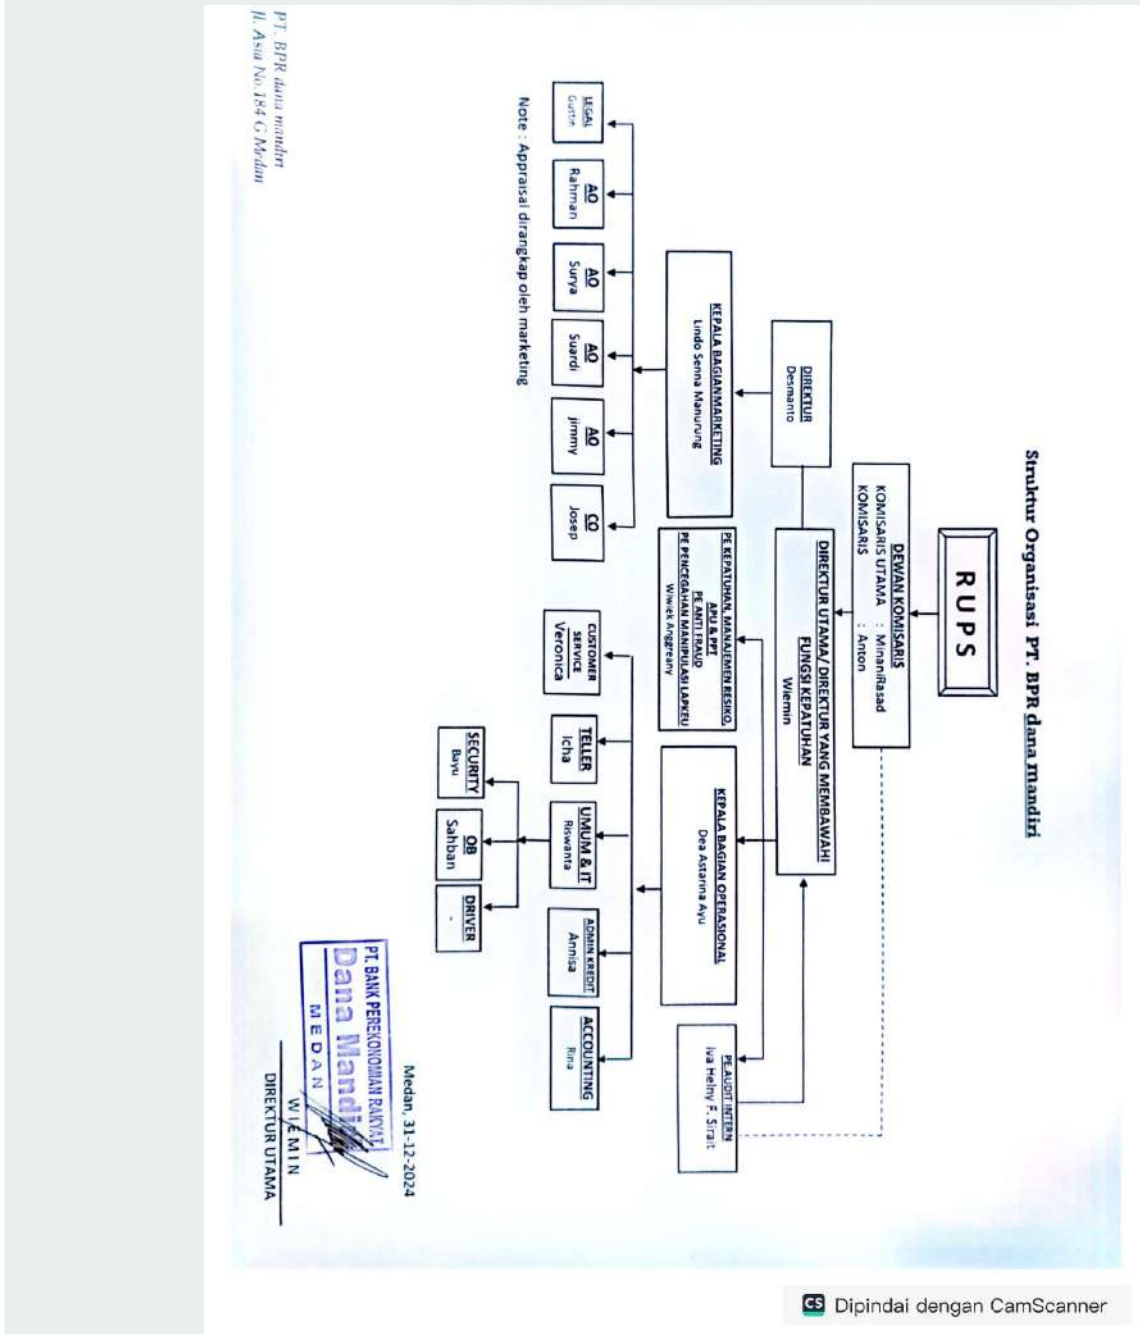 Struktur Organisasi PT. BPR dana mandiri
RUPS
DEWAN KOMISARIS
KOMISARIS UTAMA : MinaniRasad
KOMISARIS : Anton
DIREKTUR UTAMA/ DIREKTUR YANG MEMBAWAHI
FUNGSI KEPATUHAN
Wiemin
DIREKTUR
Desmanto
KEPALA BAGIANMARKETING
Lindo Senna Manurung
PE KEPATUHAN, MANAJEMEN RESIKO,
APU & PPT
PE ANTI FRAUD
PE PENCEGAHAN MANIPULASI LAPKEU
Wiwiek Anggreany
KEPALA BAGIAN OPERASIONAL
Dea Astarina Ayu
PE AUDIT INTERN
Iva Helny F. Sirait
LEGAL
Gustin
AO
Rahman
AO
Surya
AO
Suardi
AO
jimmy
CO
Josep
CUSTOMER
SERVICE
Veronica
TELLER
Icha
UMUM & IT
Riswanta
ADMIN KREDIT
Annisa
ACCOUNTING
Rina
Note : Appraisal dirangkap oleh marketing
SECURITY
Bayu
OB
Sahban
DRIVER
-
Medan, 31-12-2024
PT. BANK PEREKONOMIAN RAKYAT
Dana Mandiri
MEDAN
WIEMIN
DIREKTUR UTAMA
PT. BPR dana mandiri
Jl. Asia No.184 G Medan
CS Dipindai dengan CamScanner